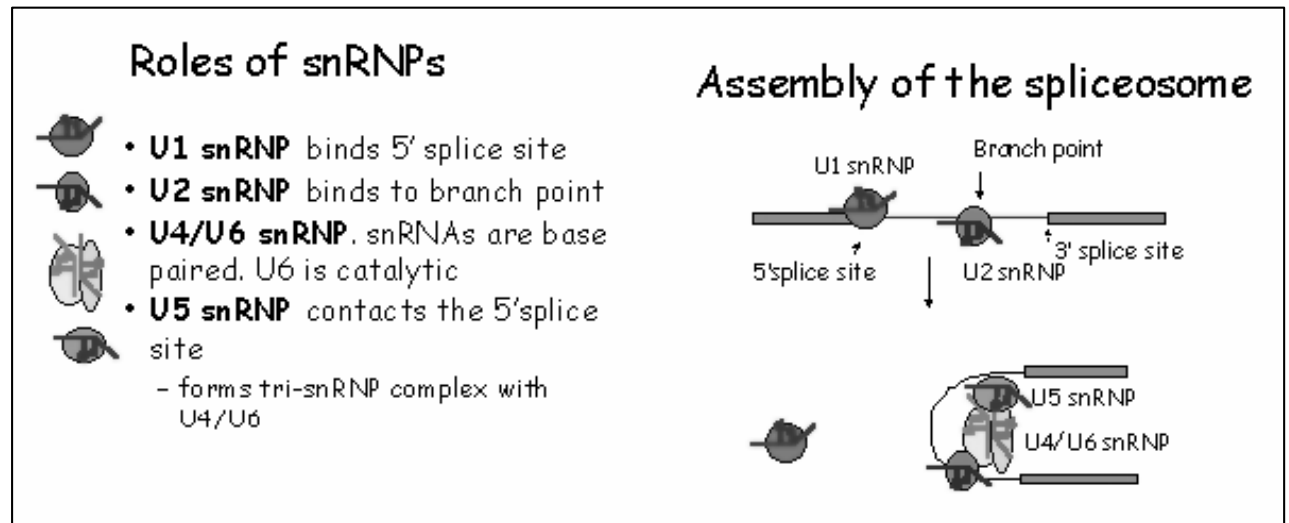 Roles of snRNPs
• U1 snRNP binds 5' splice site
• U2 snRNP binds to branch point
• U4/U6 snRNP. snRNAs are base
paired. U6 is catalytic
• U5 snRNP contacts the 5'splice
site
– forms tri-snRNP complex with
U4/U6
Assembly of the spliceosome
U1 snRNP
Branch point
5'splice site
U2 snRNP
3' splice site
U5 snRNP
U4/U6 snRNP